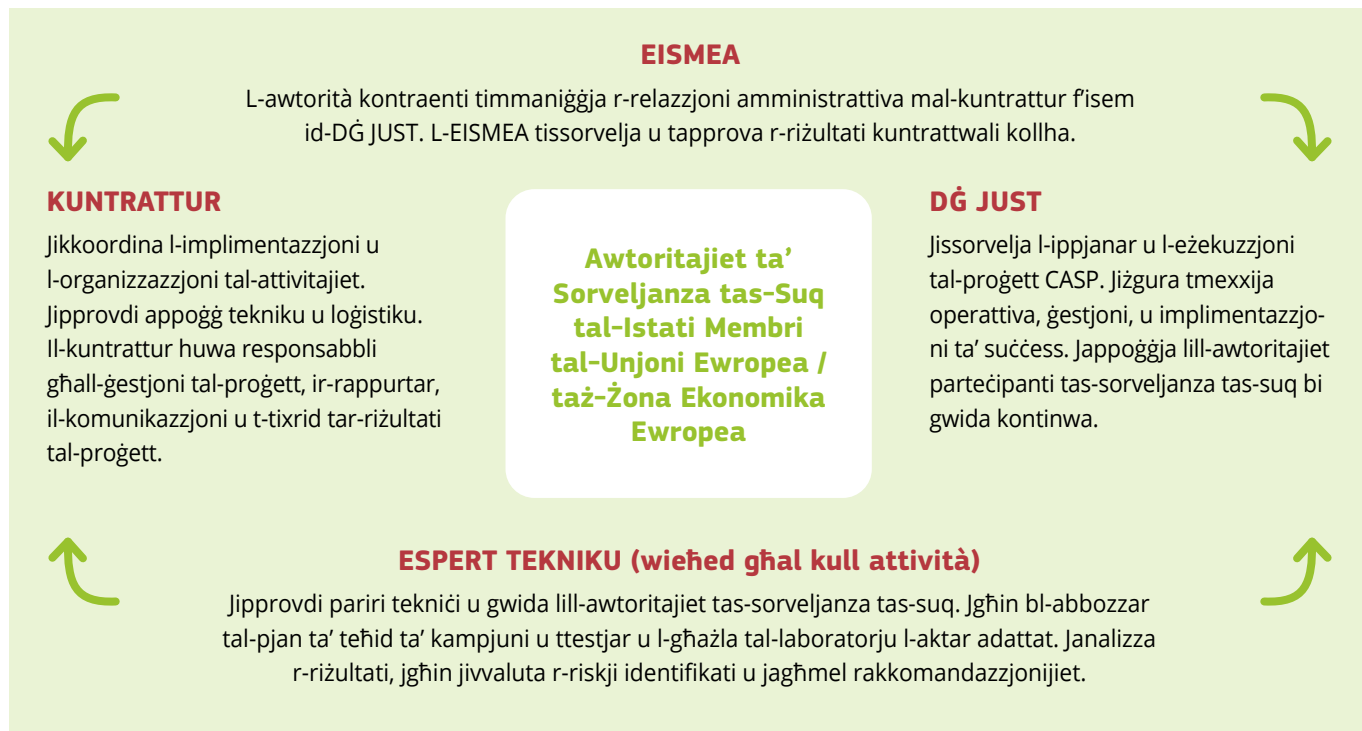 EISMEA
L-awtorità kontraenti timmaniġġja r-relazzjoni amministrattiva mal-kuntrattur f'isem
id-DĠ JUST. L-EISMEA tissorvelja u tapprova r-riżultati kuntrattwali kollha.
KUNTRATTUR
Jikkoordina l-implimentazzjoni u
l-organizzazzjoni tal-attivitajiet.
Jipprovdi appoġġ tekniku u loġistiku.
Il-kuntrattur huwa responsabbli
għall-ġestjoni tal-proġett, ir-rappurtar,
il-komunikazzjoni u t-tixrid tar-riżultati
tal-proġett.
Awtoritajiet ta'
Sorveljanza tas-Suq
tal-Istati Membri
tal-Unjoni Ewropea /
taż-Żona Ekonomika
Ewropea
DĠ JUST
Jissorvelja l-ippjanar u l-eżekuzzjoni
tal-proġett CASP. Jiżgura tmexxija
operattiva, ġestjoni, u implimentazzjo-
ni ta' suċċess. Jappoġġja lill-awtoritajiet
parteċipanti tas-sorveljanza tas-suq bi
gwida kontinwa.
ESPERT TEKNIKU (wieħed għal kull attività)
Jipprovdi pariri tekniċi u gwida lill-awtoritajiet tas-sorveljanza tas-suq. Jgħin bl-abbozzar
tal-pjan ta' teħid ta' kampjuni u ttestjar u l-għażla tal-laboratorju l-aktar adattat. Janalizza
r-riżultati, jgħin jivvaluta r-riskji identifikati u jagħmel rakkomandazzjonijiet.